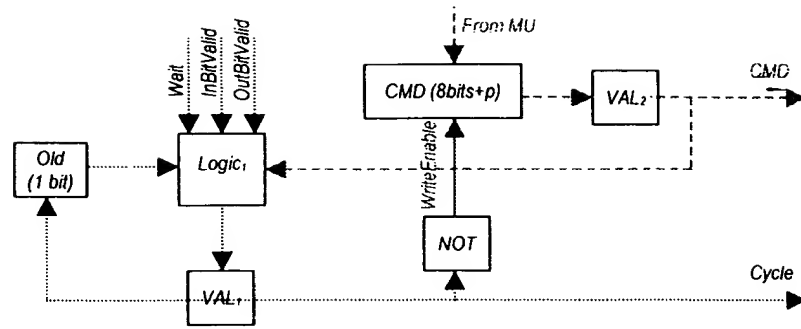 From MU
Wait
InBitValid
OutBitValid
CMD (8bits+p)
VAL₂
CMD
Old
(1 bit)
Logic₁
WriteEnable
NOT
VAL₁
Cycle